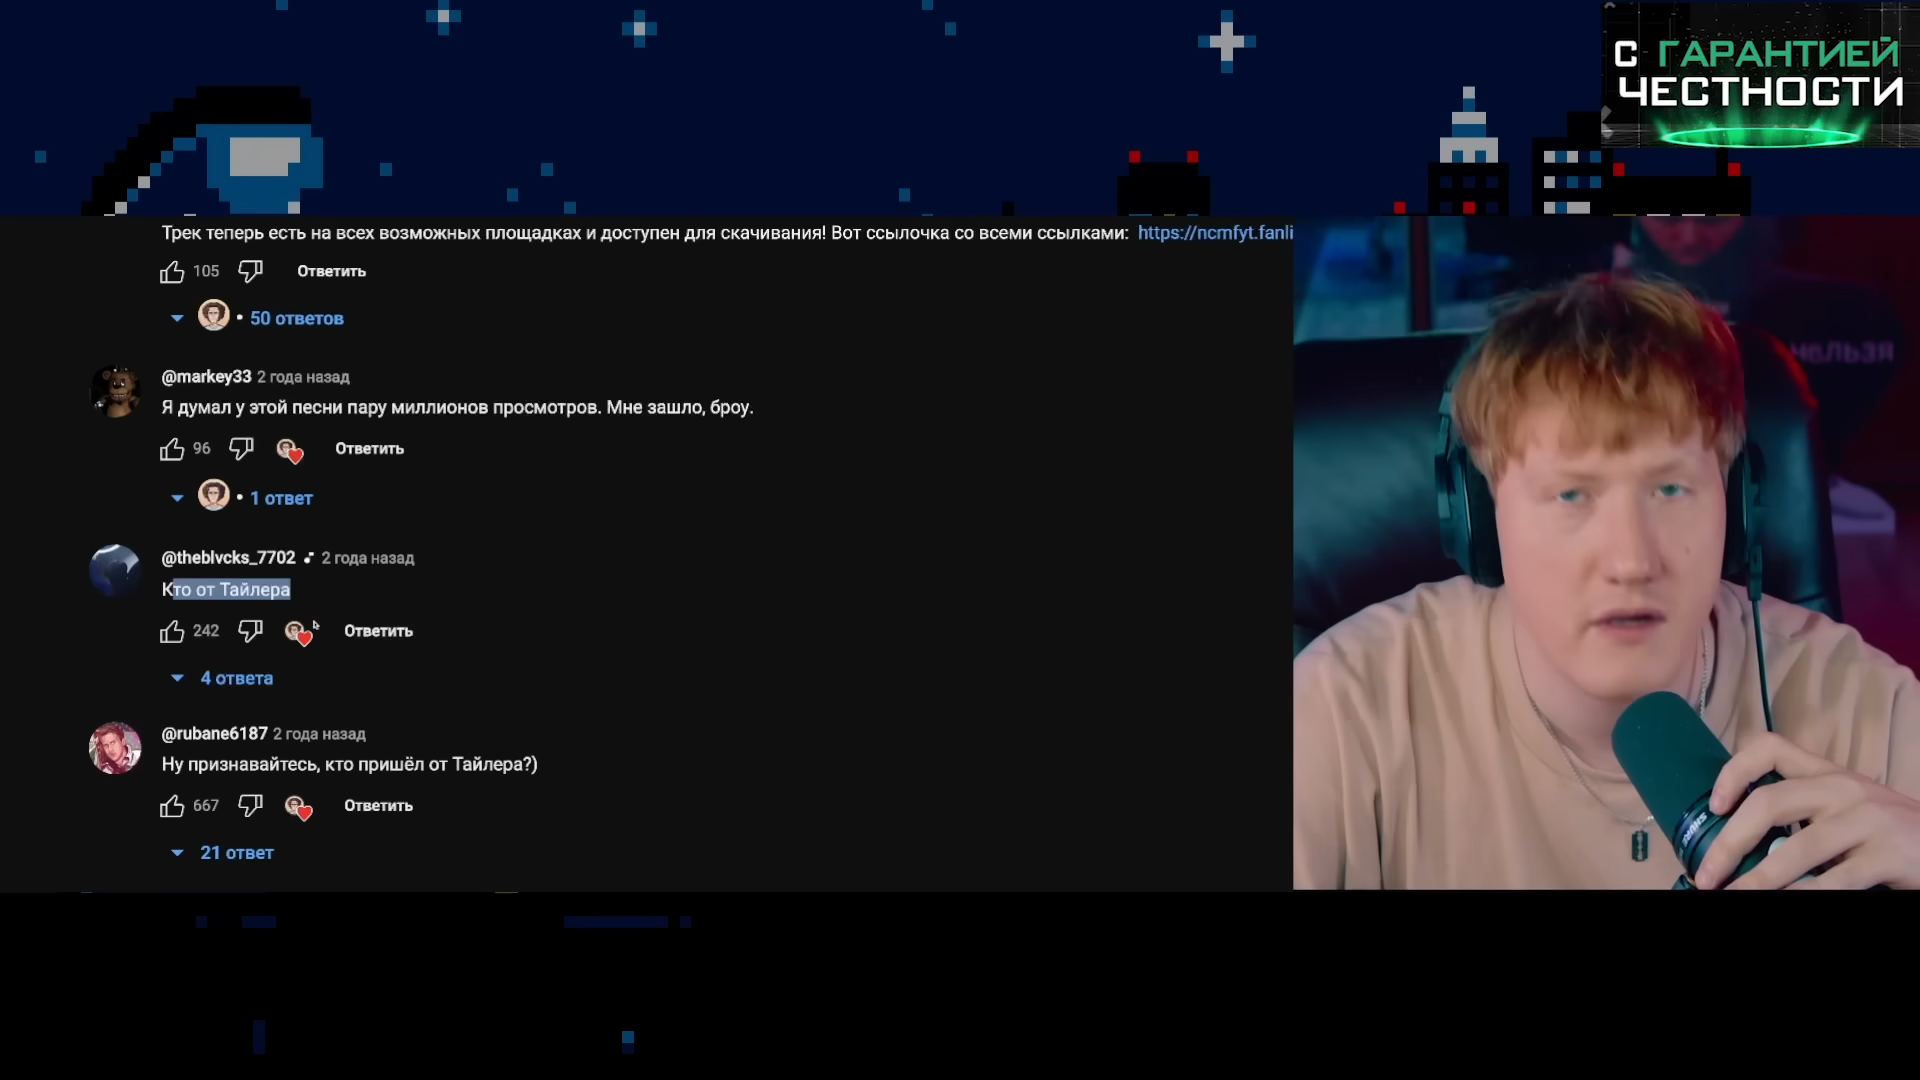 С ГАРАНТИЕЙ
ЧЕСТНОСТИ
Трек теперь есть на всех возможных площадках и доступен для скачивания! Вот ссылочка со всеми ссылками: https://ncmfyt.fanli
105 Ответить
50 ответов
@markey33 2 года назад
Я думал у этой песни пару миллионов просмотров. Мне зашло, броу.
96 Ответить
1 ответ
@theblvcks_7702 2 года назад
Кто от Тайлера
242 Ответить
4 ответа
@rubane6187 2 года назад
Ну признавайтесь, кто пришёл от Тайлера?)
667 Ответить
21 ответ
нельзя
SHURE